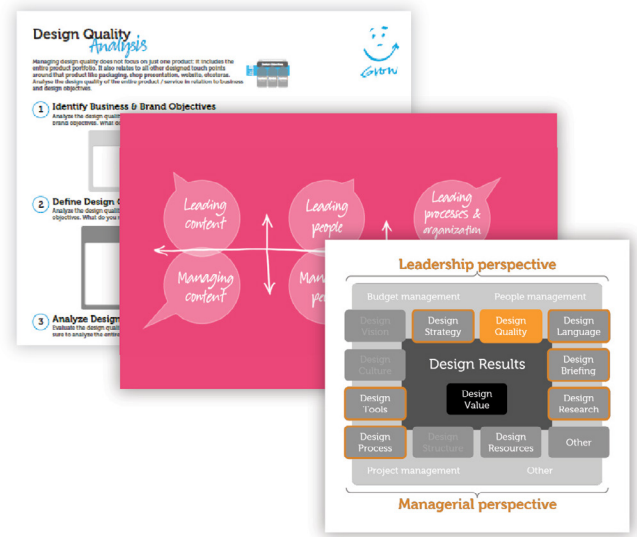 Design Quality
Analysis
Managing design quality does not focus on just one product: it includes the
entire product portfolio. It also relates to all other designed touch points
around that product like packaging, shop presentation, website, etcetera.
Analyse the design quality of the entire product / service in relation to business
and design objectives.
1 Identify Business & Brand Objectives
Analyze the design
brand objectives. What
2 Define Design
Analyze the design
objectives. What do you
3 Analyze Design
Evaluate the design
sure to analyze the
Leading
content
Leading
people
Leading
processes &
organization
Managing
content
Leadership perspective
Budget management People management
Design
Vision
Design
Strategy
Design
Quality
Design
Language
Design
Culture
Design Results
Design
Briefing
Design
Tools
Design
Value
Design
Research
Design
Process
Design
Structure
Design
Resources
Other
Project management Other
Managerial perspective